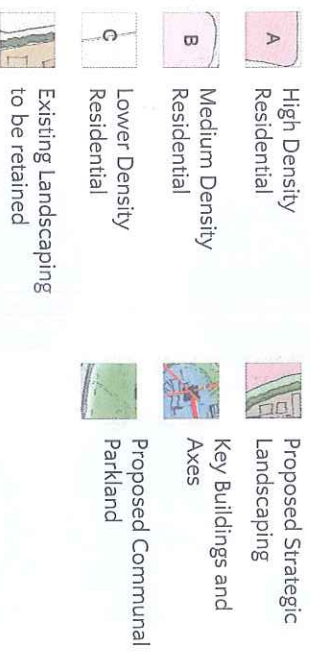 A
High Density
Residential
B
Medium Density
Residential
C
Lower Density
Residential
Existing Landscaping
to be retained
Proposed Strategic
Landscaping
Key Buildings and
Axes
Proposed Communal
Parkland